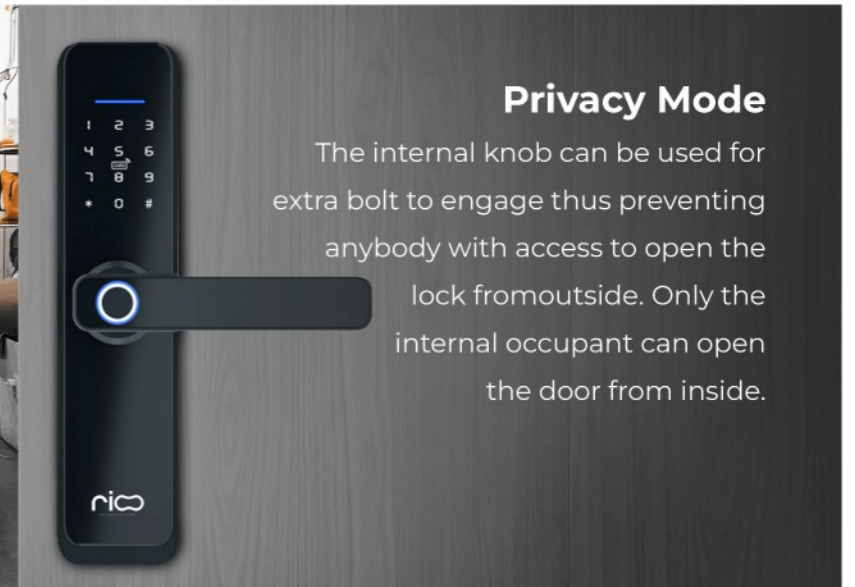 Privacy Mode
The internal knob can be used for
extra bolt to engage thus preventing
anybody with access to open the
lock fromoutside. Only the
internal occupant can open
the door from inside.
1 2 3
4 5 6
7 8 9
* 0 #
rico